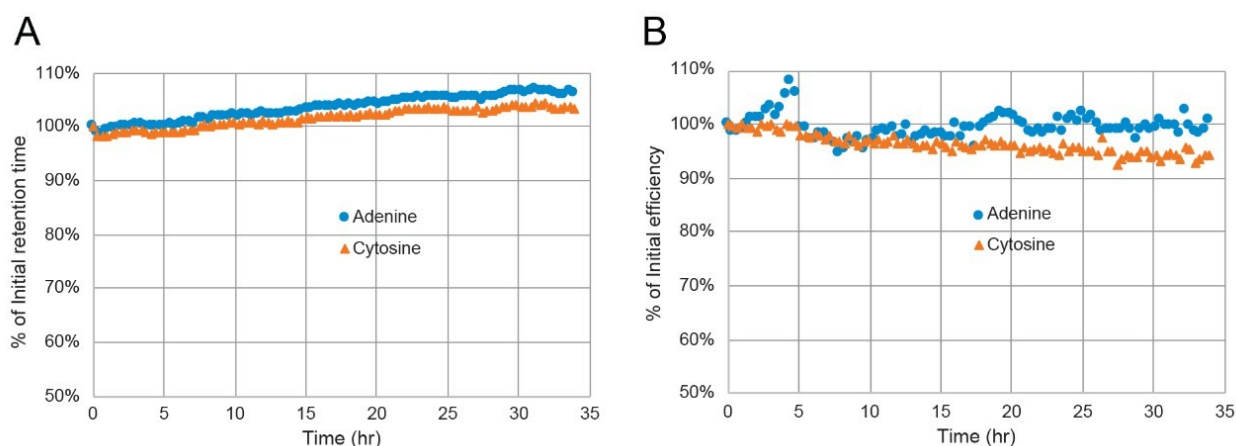 A
110%
100%
90%
80%
70%
60%
50%
% of Initial retention time
Adenine
Cytosine
0 5 10 15 20 25 30 35
Time (hr)
B
110%
100%
90%
80%
70%
60%
50%
% of Initial efficiency
Adenine
Cytosine
0 5 10 15 20 25 30 35
Time (hr)